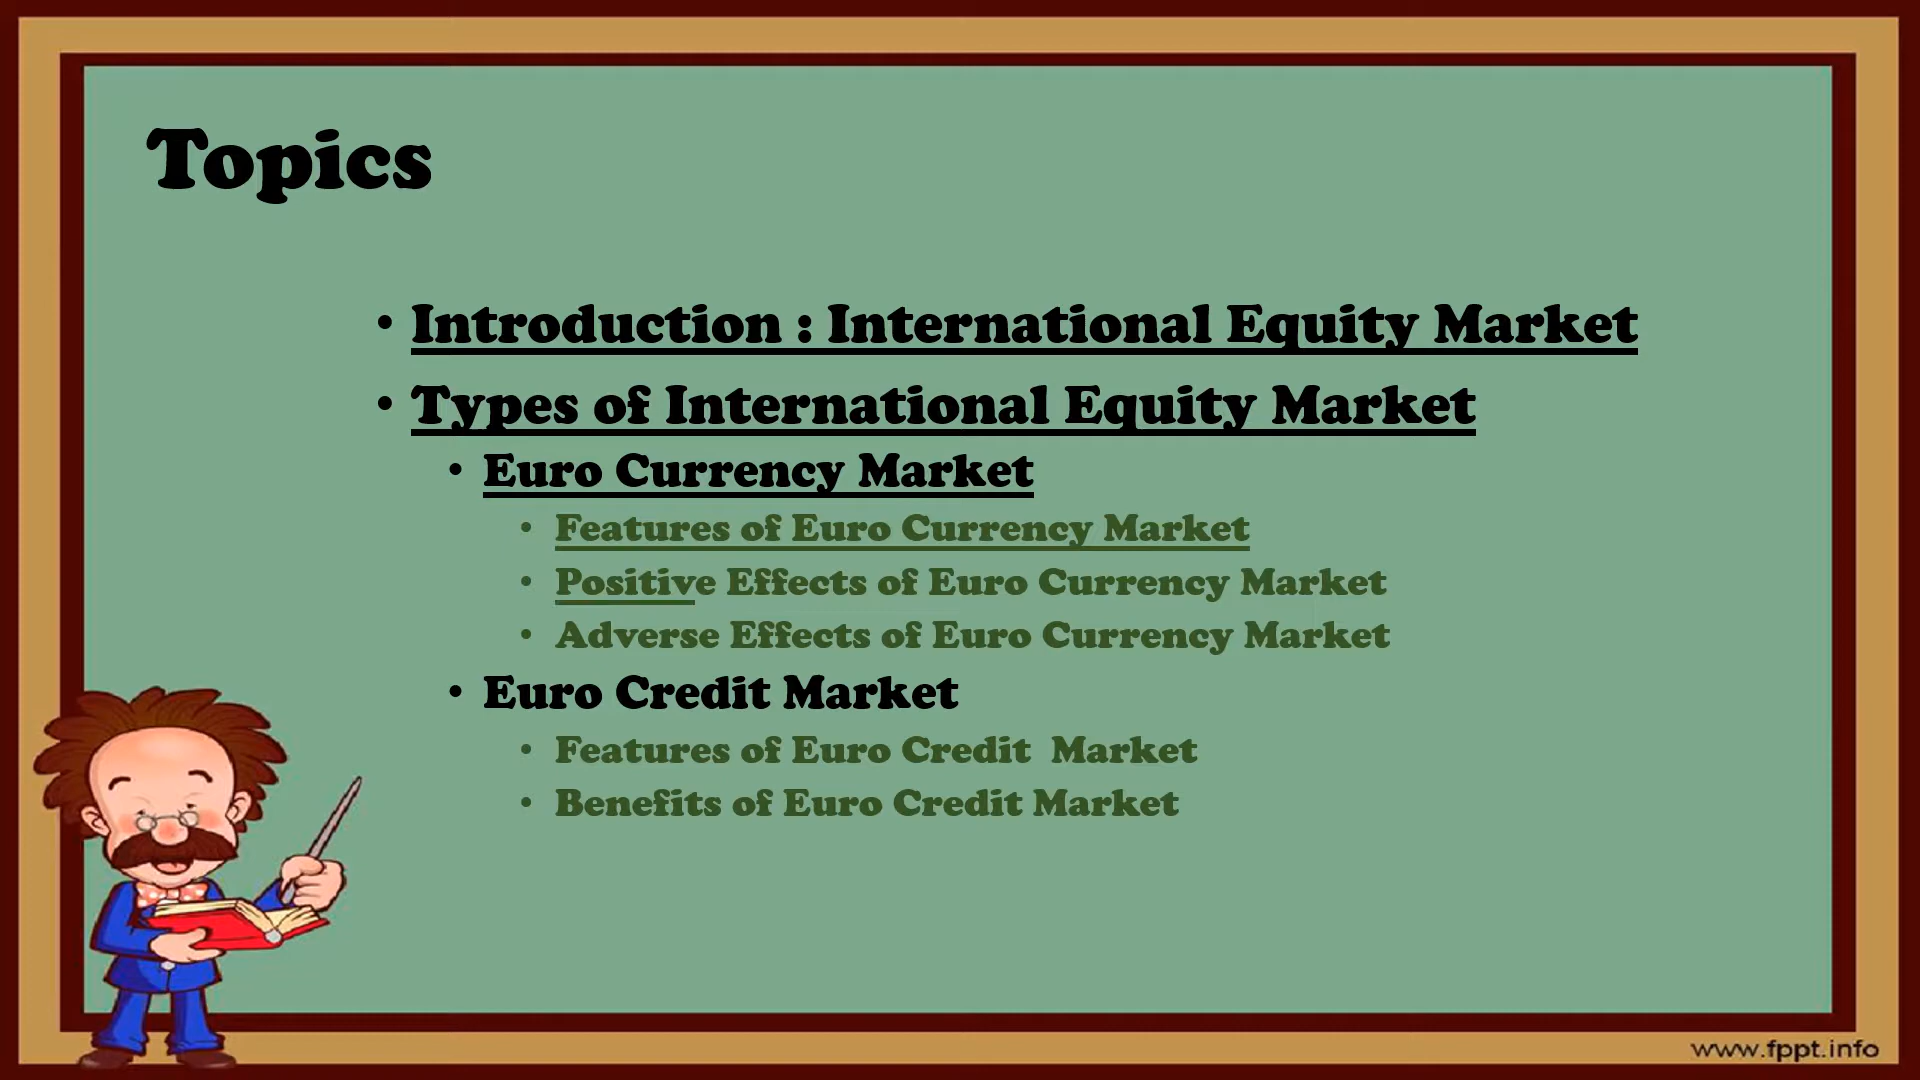 Topics
• Introduction : International Equity Market
• Types of International Equity Market
• Euro Currency Market
• Features of Euro Currency Market
• Positive Effects of Euro Currency Market
• Adverse Effects of Euro Currency Market
• Euro Credit Market
• Features of Euro Credit  Market
• Benefits of Euro Credit Market
www.fppt.info